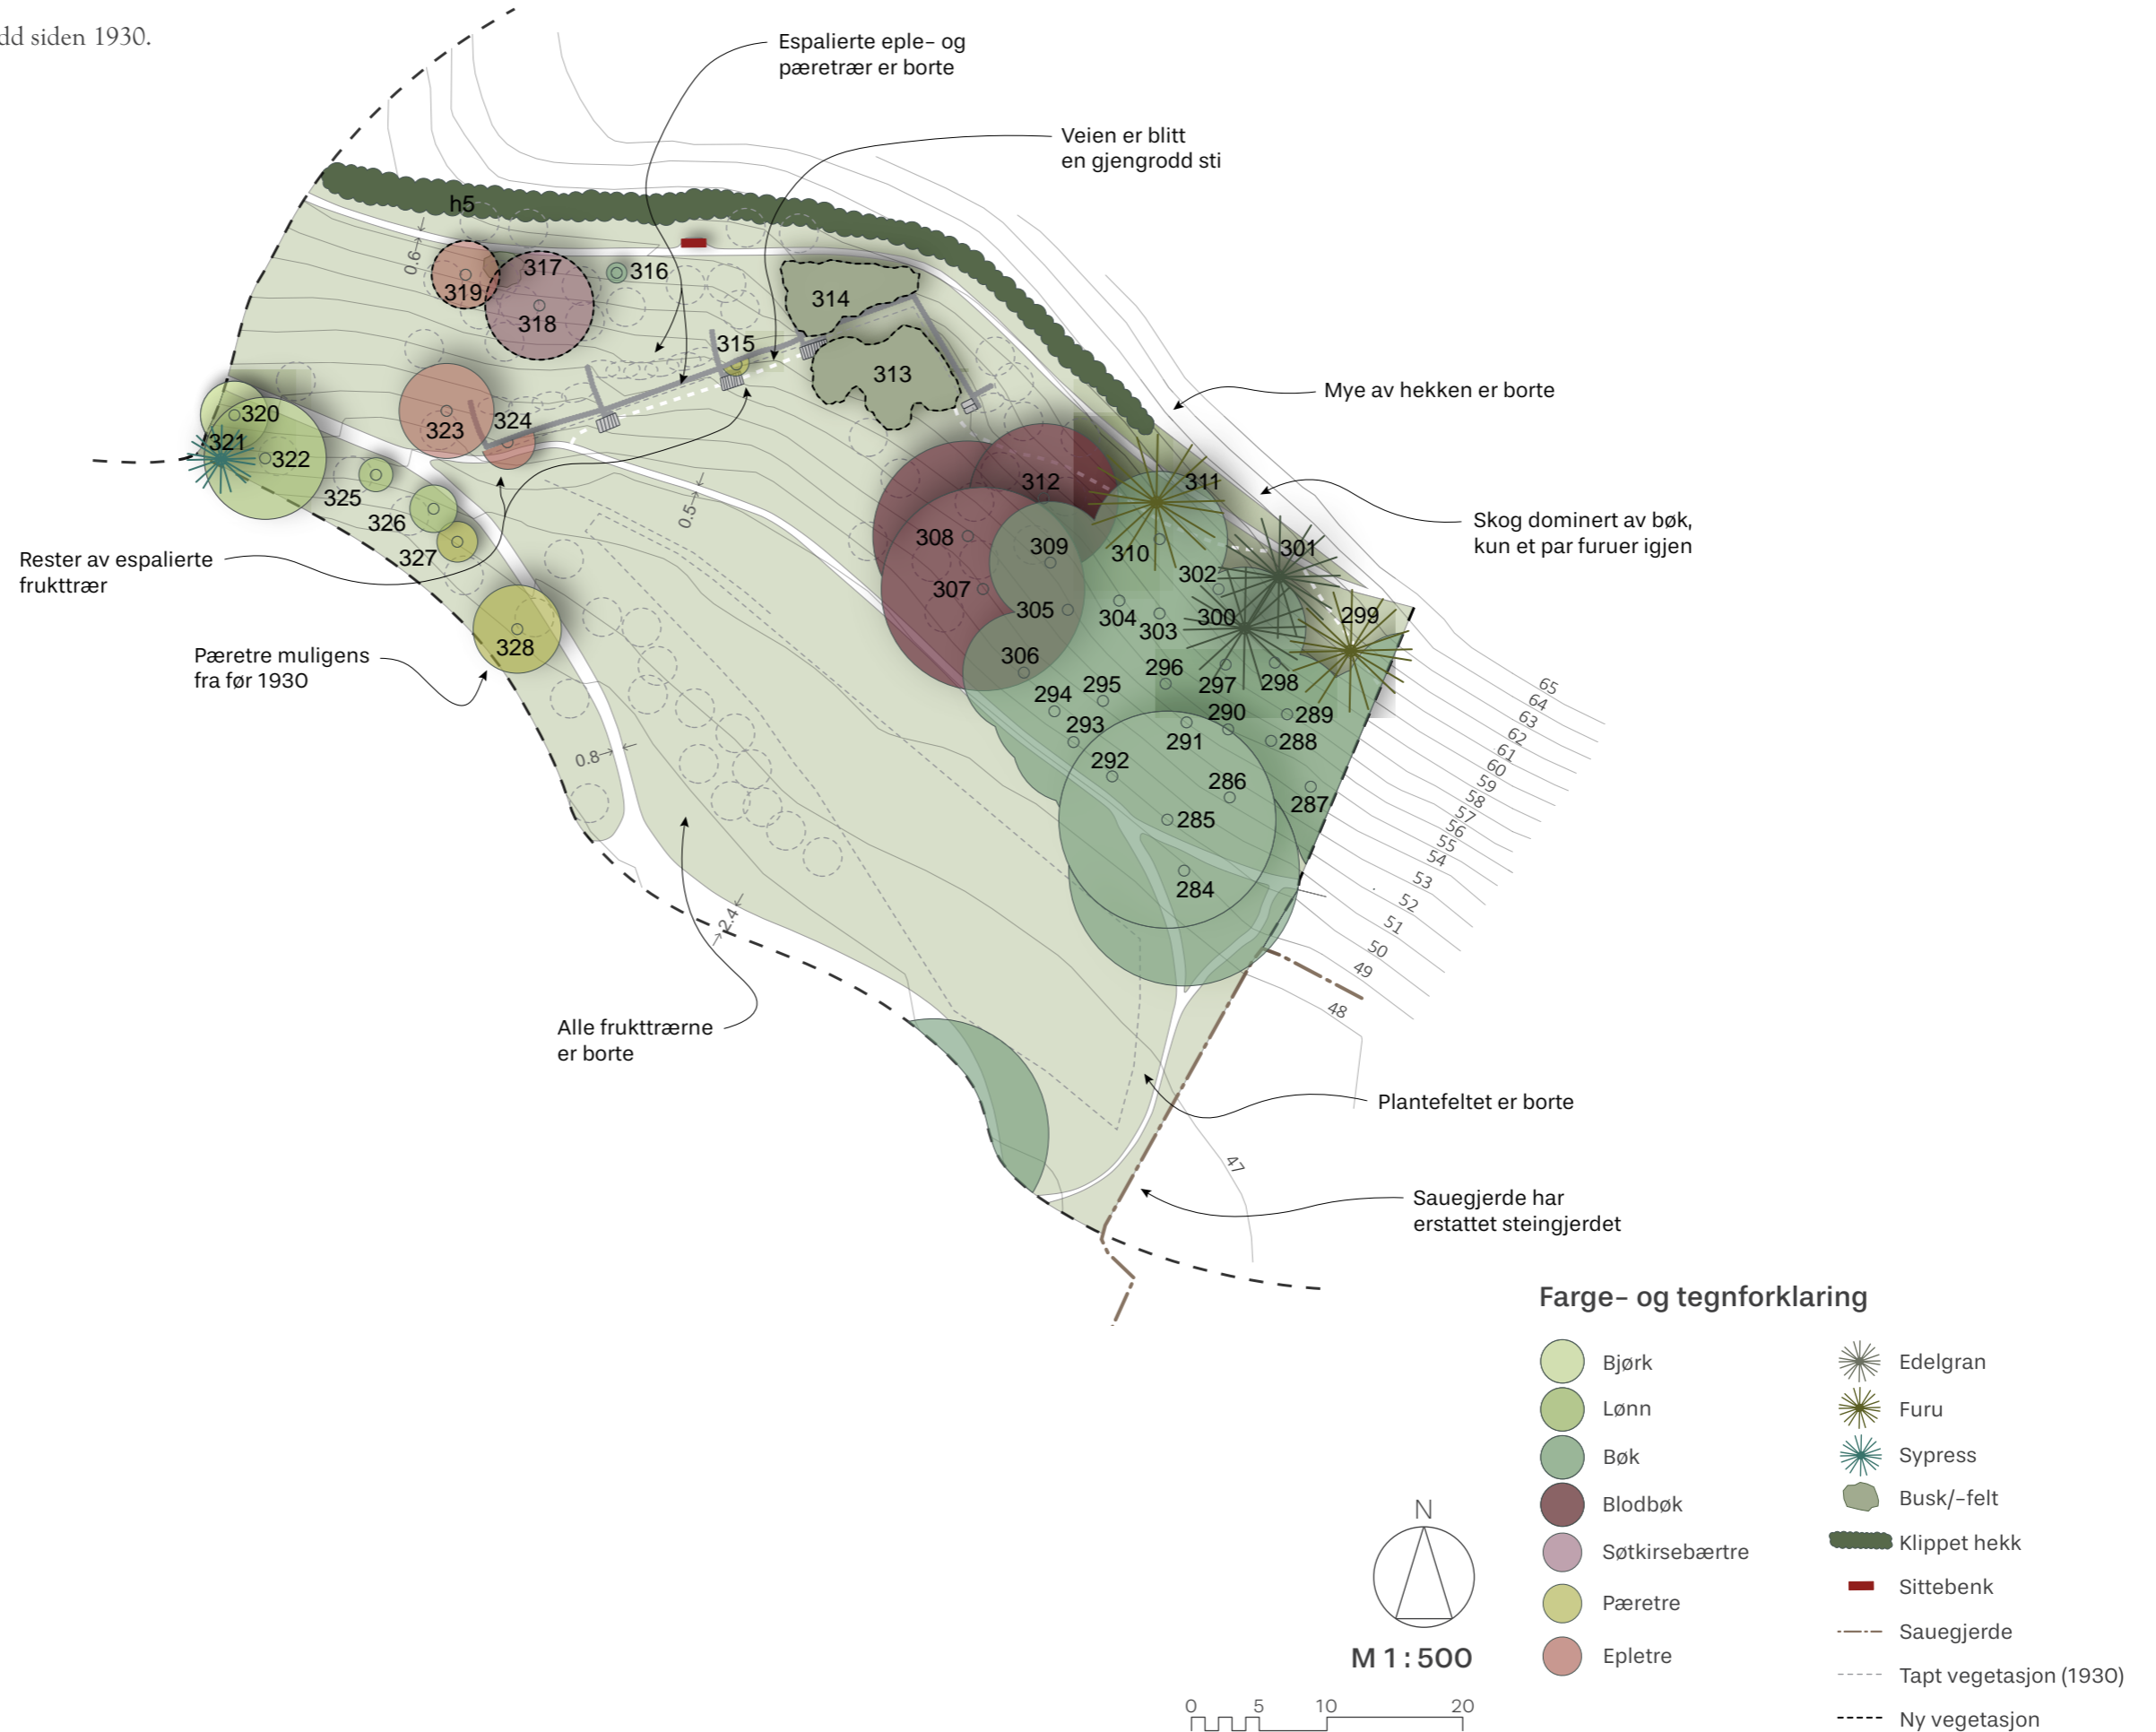 dd siden 1930.
Espalierte eple- og
pæretrær er borte
Veien er blitt
en gjengrodd sti
h5
0.6
317
316
319
318
314
315
313
Mye av hekken er borte
320
321
322
323
324
325
326
327
0.5
312
311
308
309
310
301
302
307
305
304
303
300
299
Skog dominert av bøk,
kun et par furuer igjen
Rester av espalierte
frukttrær
328
Pæretre muligens
fra før 1930
306
296
297
298
294
295
293
290
289
291
288
292
286
287
285
284
0.8
2.4
65
64
63
62
61
60
59
58
57
56
55
54
53
52
51
50
49
48
47
Alle frukttrærne
er borte
Plantefeltet er borte
Sauegjerde har
erstattet steingjerdet
Farge- og tegnforklaring
Bjørk
Lønn
Bøk
Blodbøk
Søtkirsebærtre
Pæretre
Epletre
Edelgran
Furu
Sypress
Busk/-felt
Klippet hekk
Sittebenk
Sauegjerde
Tapt vegetasjon (1930)
Ny vegetasjon
N
M 1 : 500
0 5 10 20